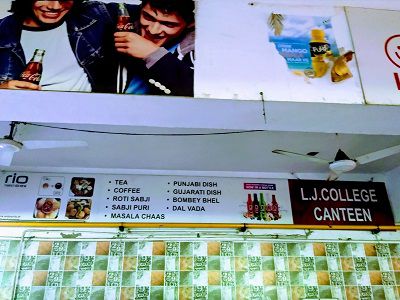 rio
TEA
COFFEE
ROTI SABJI
SABJI PURI
MASALA CHAAS
PUNJABI DISH
GUJARATI DISH
BOMBEY BHEL
DAL VADA
L.J.COLLEGE
CANTEEN